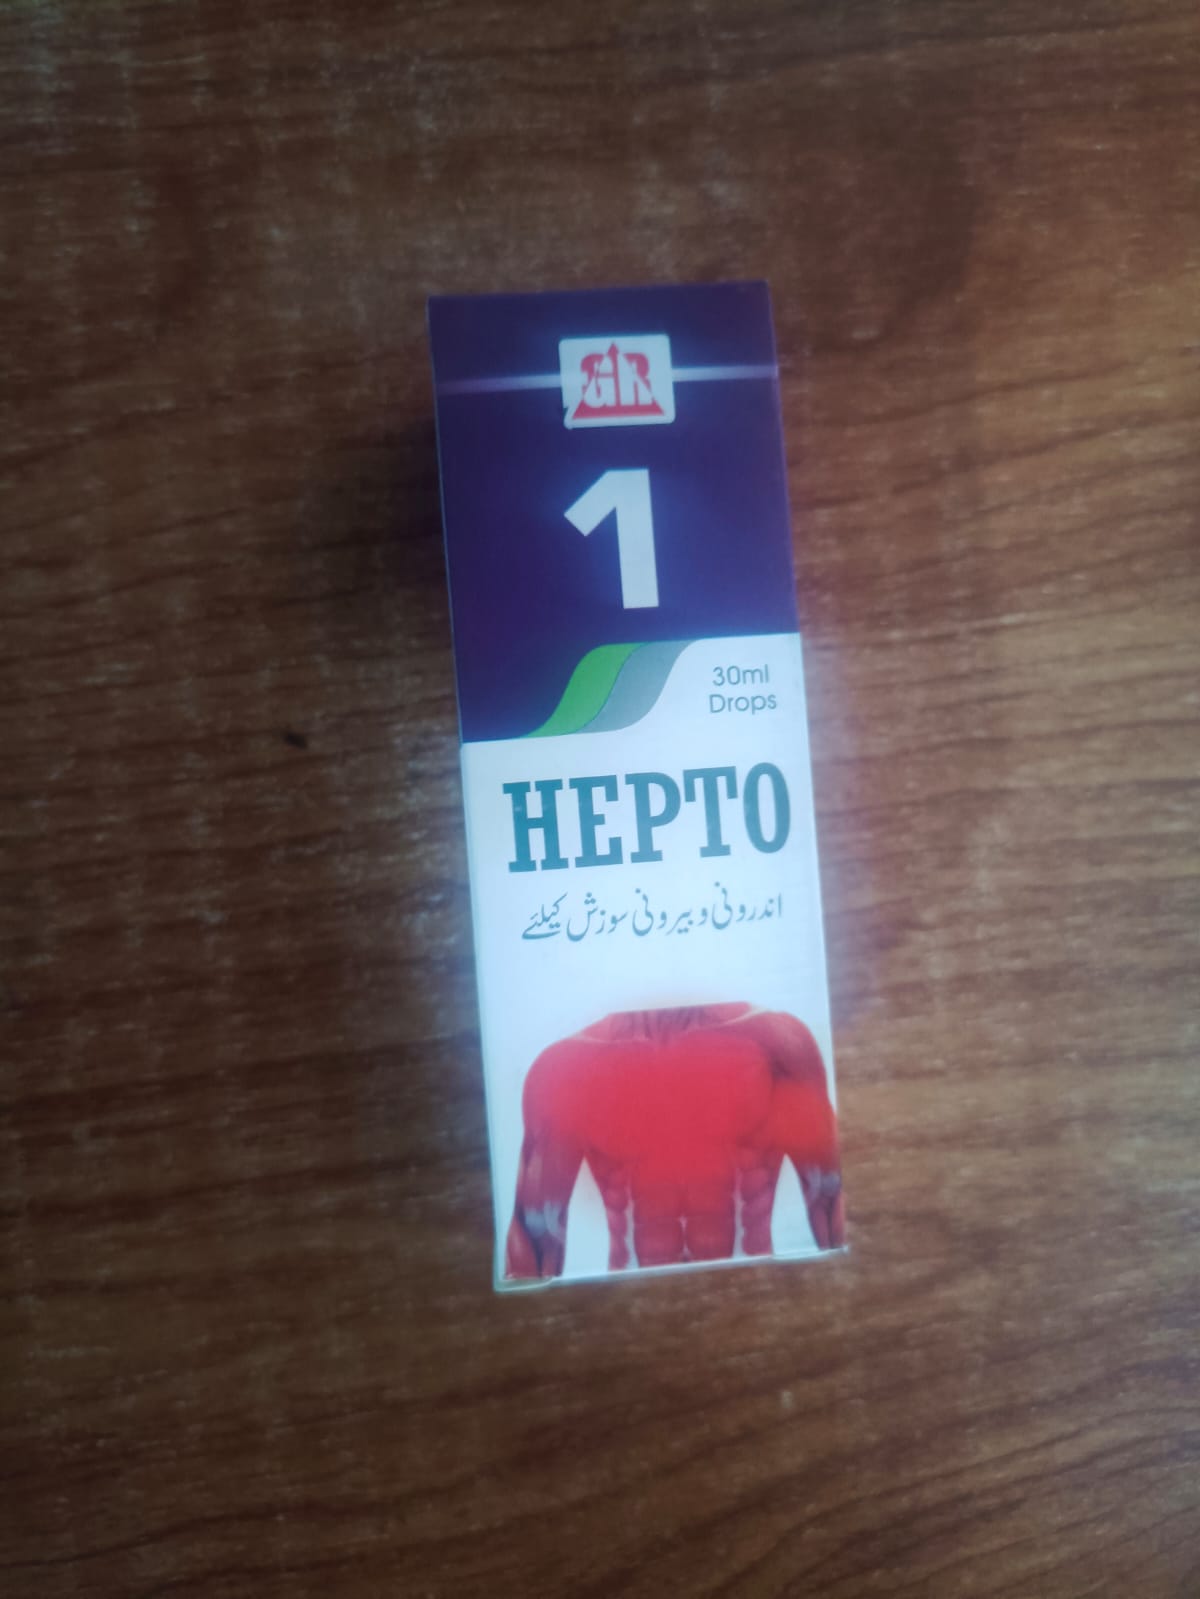 GR
1
30ml
Drops
HEPTO
اندرونی و بیرونی سوزش کیلئے